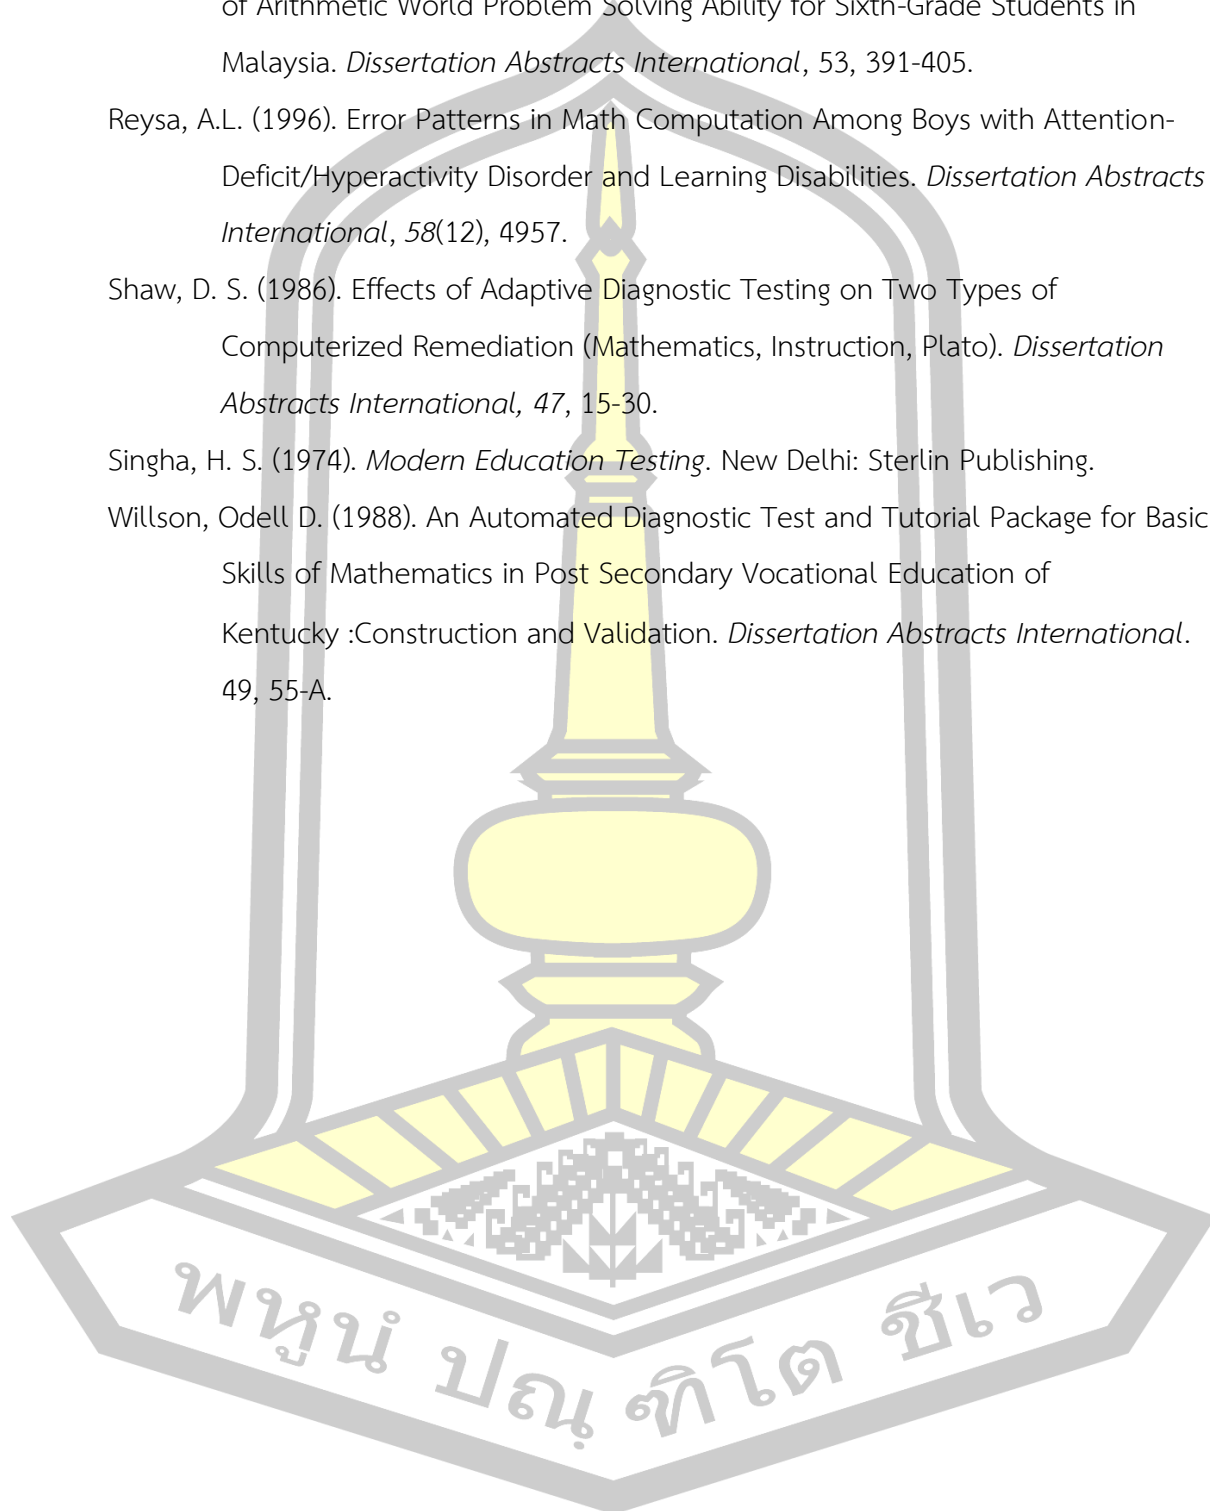 of Arithmetic World Problem Solving Ability for Sixth-Grade Students in
Malaysia. Dissertation Abstracts International, 53, 391-405.
Reysa, A.L. (1996). Error Patterns in Math Computation Among Boys with Attention-
Deficit/Hyperactivity Disorder and Learning Disabilities. Dissertation Abstracts
International, 58(12), 4957.
Shaw, D. S. (1986). Effects of Adaptive Diagnostic Testing on Two Types of
Computerized Remediation (Mathematics, Instruction, Plato). Dissertation
Abstracts International, 47, 15-30.
Singha, H. S. (1974). Modern Education Testing. New Delhi: Sterlin Publishing.
Willson, Odell D. (1988). An Automated Diagnostic Test and Tutorial Package for Basic
Skills of Mathematics in Post Secondary Vocational Education of
Kentucky :Construction and Validation. Dissertation Abstracts International.
49, 55-A.
พหูนํ ปณฺฑิโต ชีเว